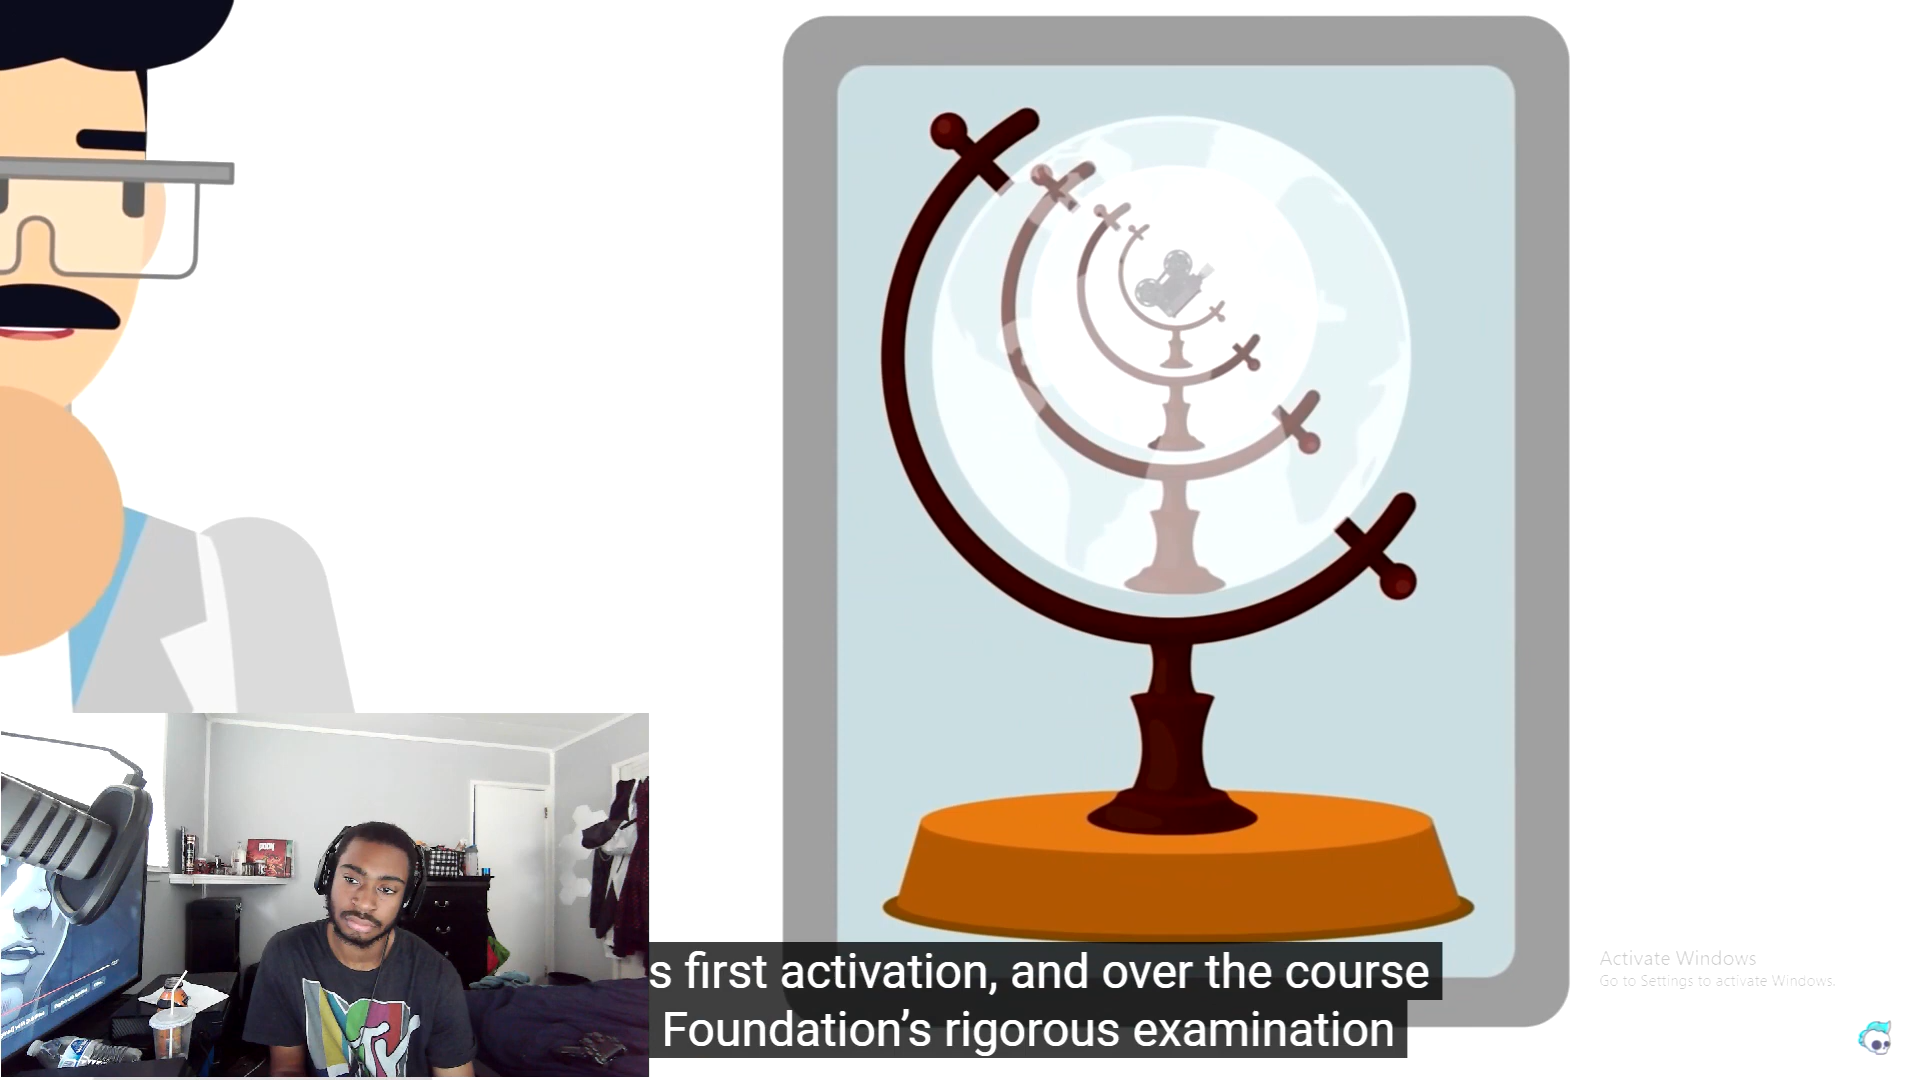 s first activation, and over the course
Foundation’s rigorous examination
Activate Windows
Go to Settings to activate Windows.